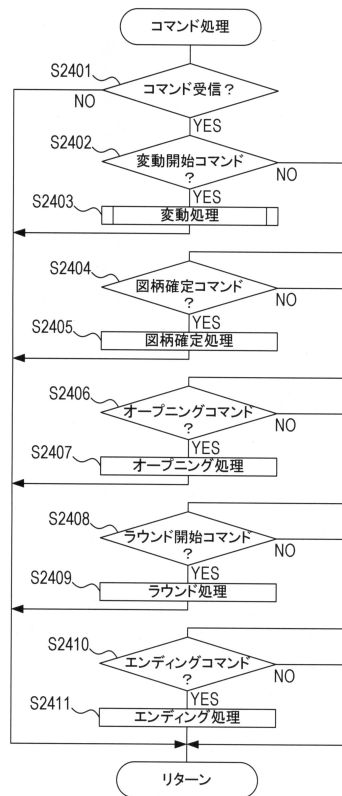 コマンド処理
S2401
コマンド受信?
NO
YES
S2402
変動開始コマンド
?
NO
YES
S2403
変動処理
S2404
図柄確定コマンド
?
NO
YES
S2405
図柄確定処理
S2406
オープニングコマンド
?
NO
YES
S2407
オープニング処理
S2408
ラウンド開始コマンド
?
NO
YES
S2409
ラウンド処理
S2410
エンディングコマンド
?
NO
YES
S2411
エンディング処理
リターン